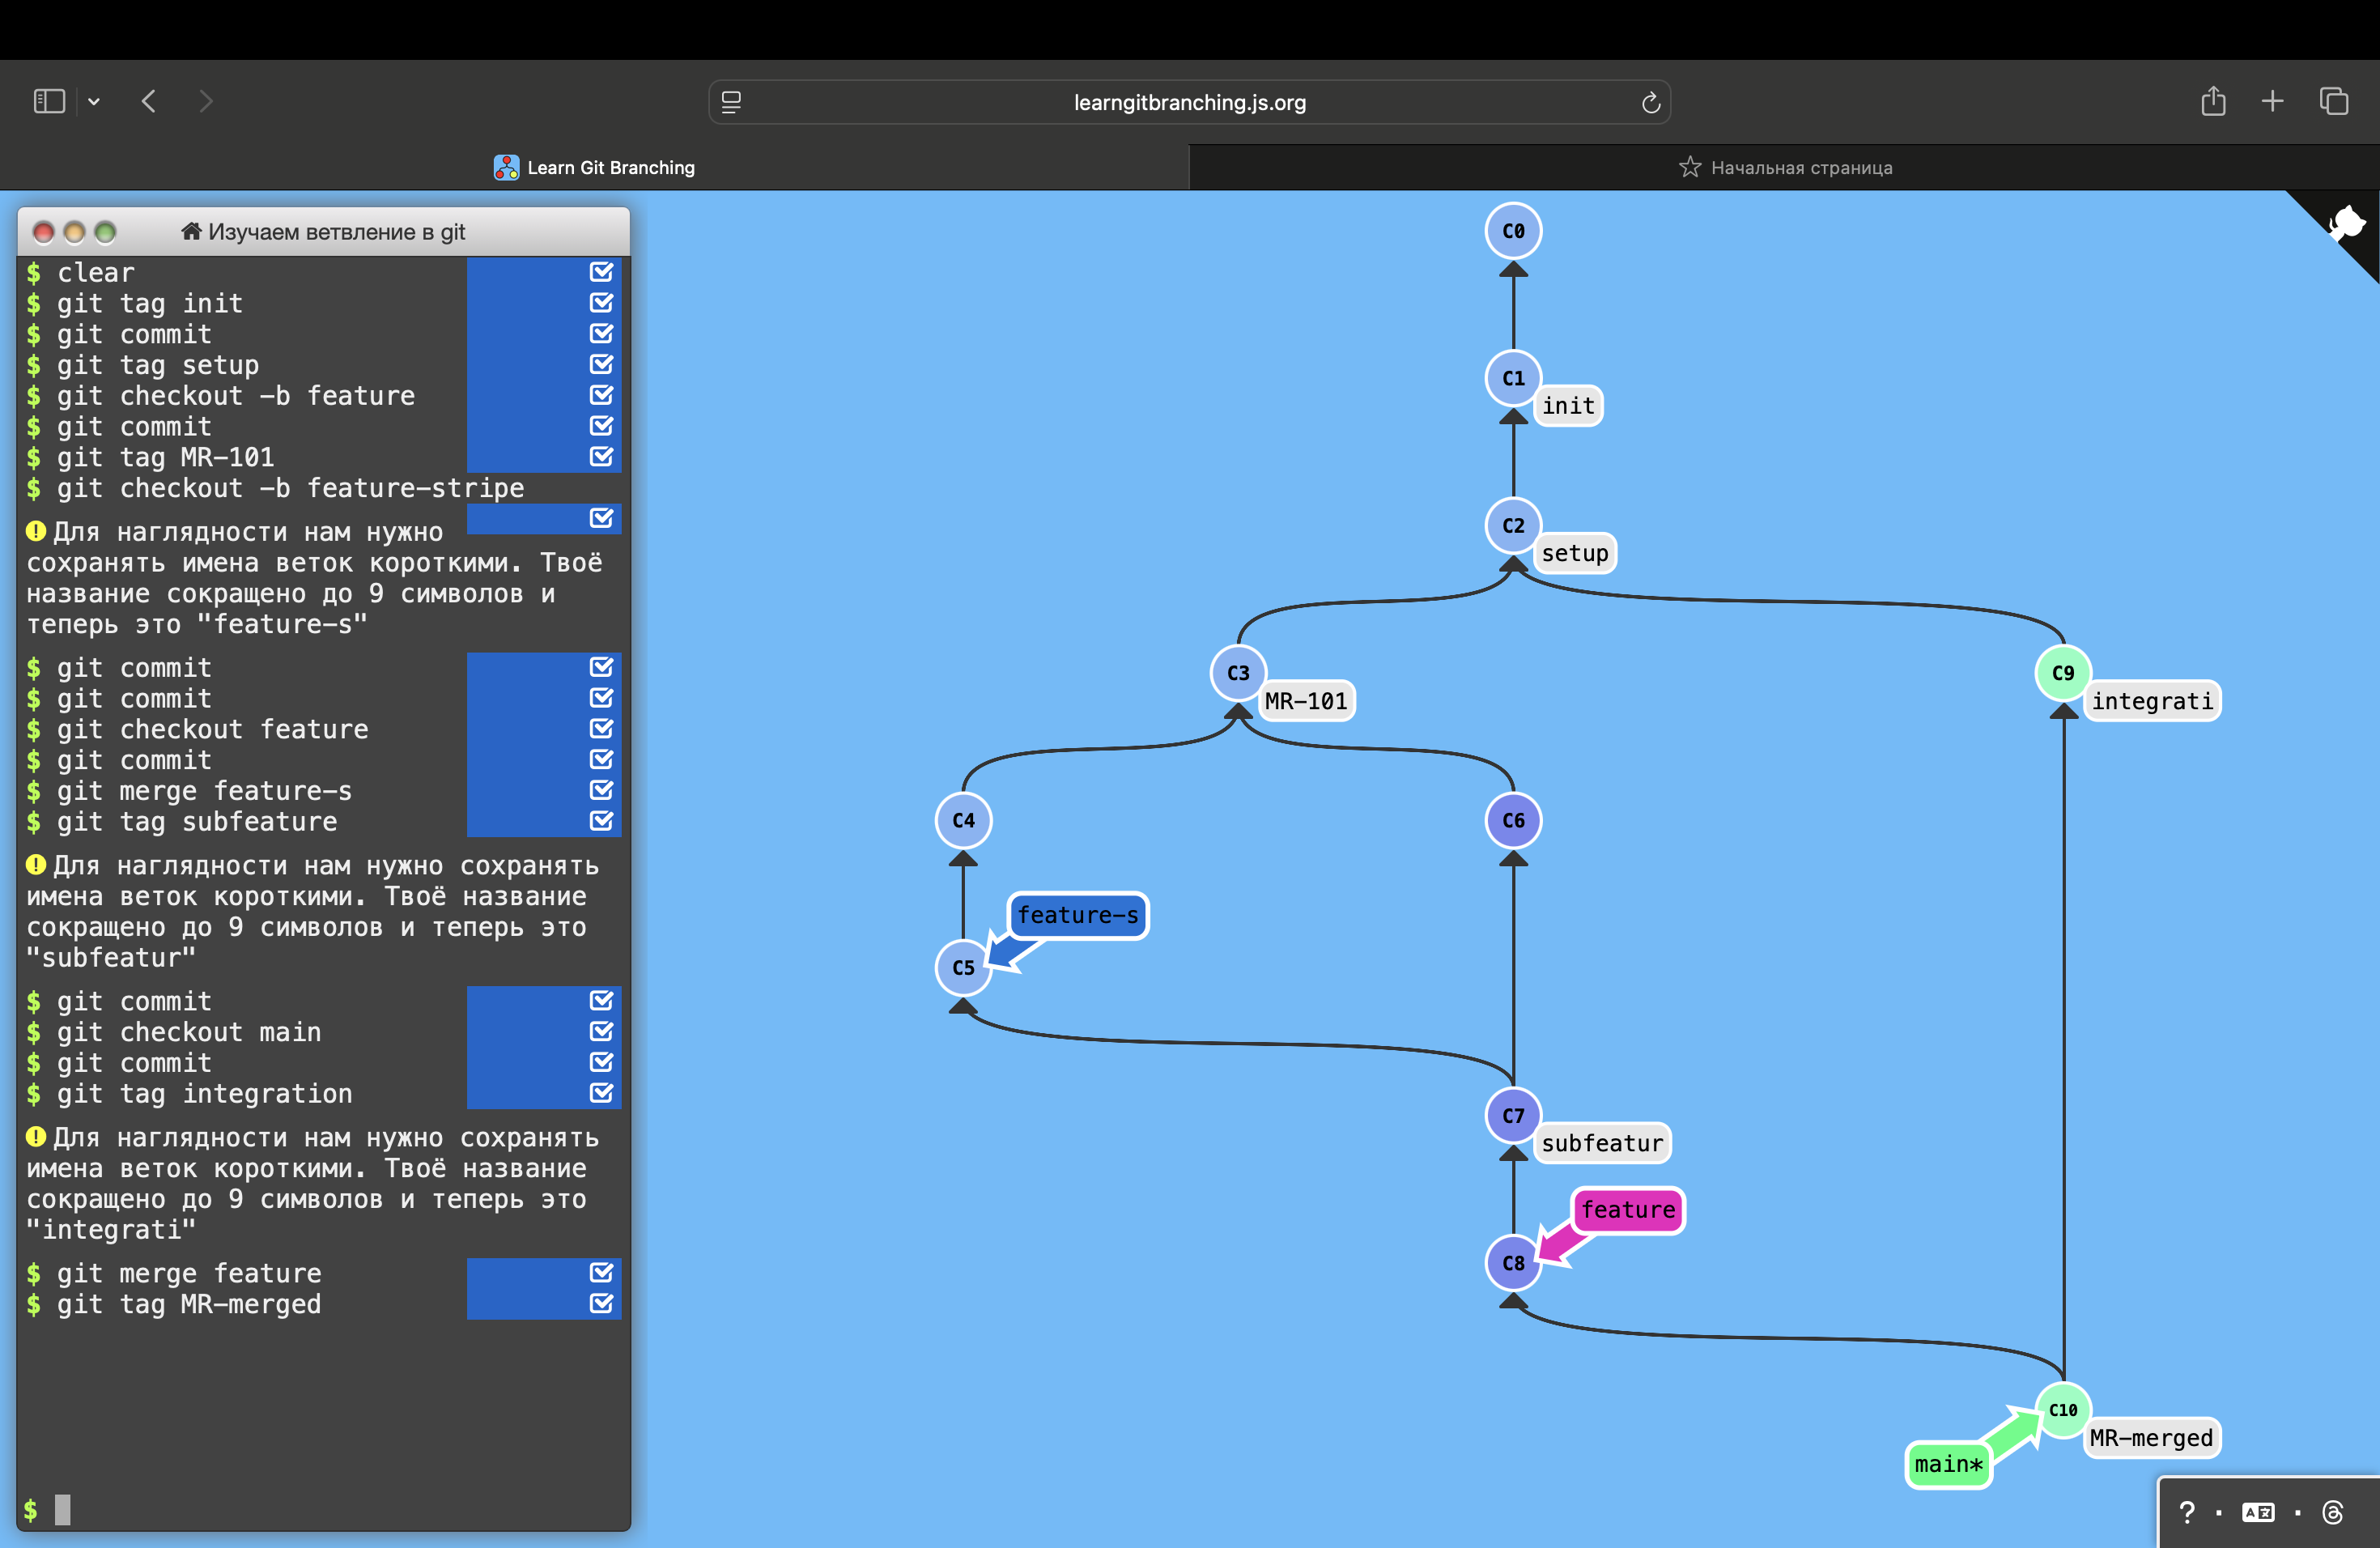 learngitbranching.js.org
Learn Git Branching
Начальная страница
Изучаем ветвление в git
$ clear
$ git tag init
$ git commit
$ git tag setup
$ git checkout -b feature
$ git commit
$ git tag MR-101
$ git checkout -b feature-stripe
Для наглядности нам нужно
сохранять имена веток короткими. Твоё
название сокращено до 9 символов и
теперь это "feature-s"
$ git commit
$ git commit
$ git checkout feature
$ git commit
$ git merge feature-s
$ git tag subfeature
Для наглядности нам нужно сохранять
имена веток короткими. Твоё название
сокращено до 9 символов и теперь это
"subfeatur"
$ git commit
$ git checkout main
$ git commit
$ git tag integration
Для наглядности нам нужно сохранять
имена веток короткими. Твоё название
сокращено до 9 символов и теперь это
"integrati"
$ git merge feature
$ git tag MR-merged
$
C0
C1
init
C2
setup
C3
MR-101
C9
integrati
C4
C6
feature-s
C5
C7
subfeatur
feature
C8
C10
MR-merged
main*
? · A文 ·